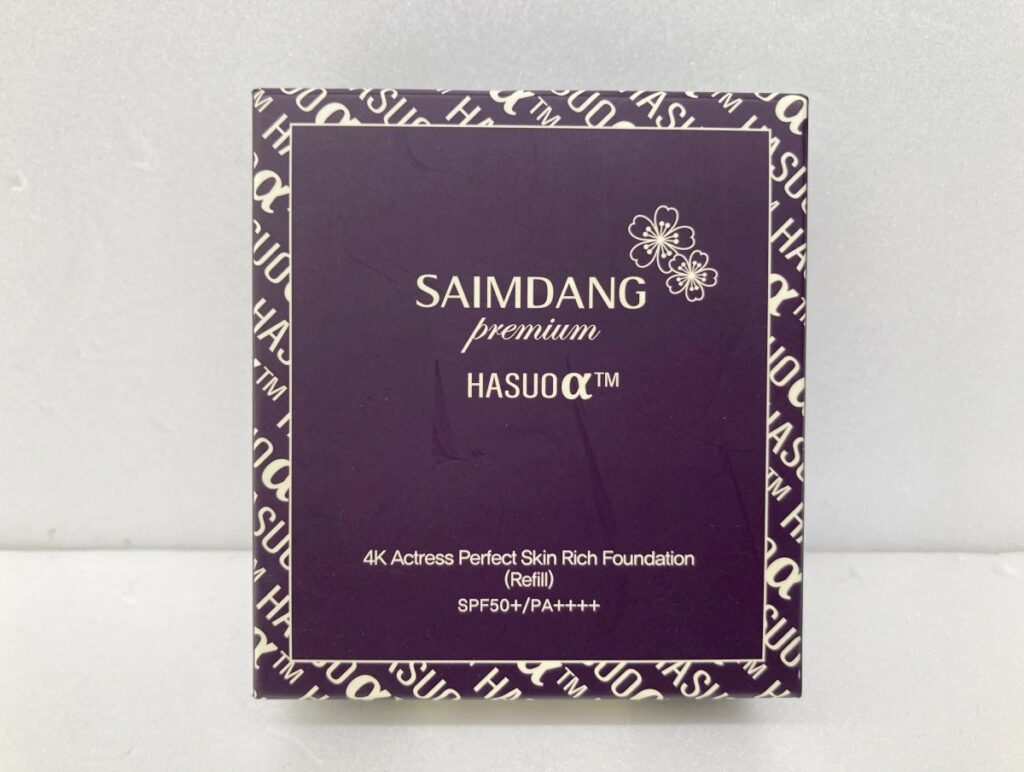 SAIMDANG
premium
HASUOα™
4K Actress Perfect Skin Rich Foundation
(Refill)
SPF50+/PA++++